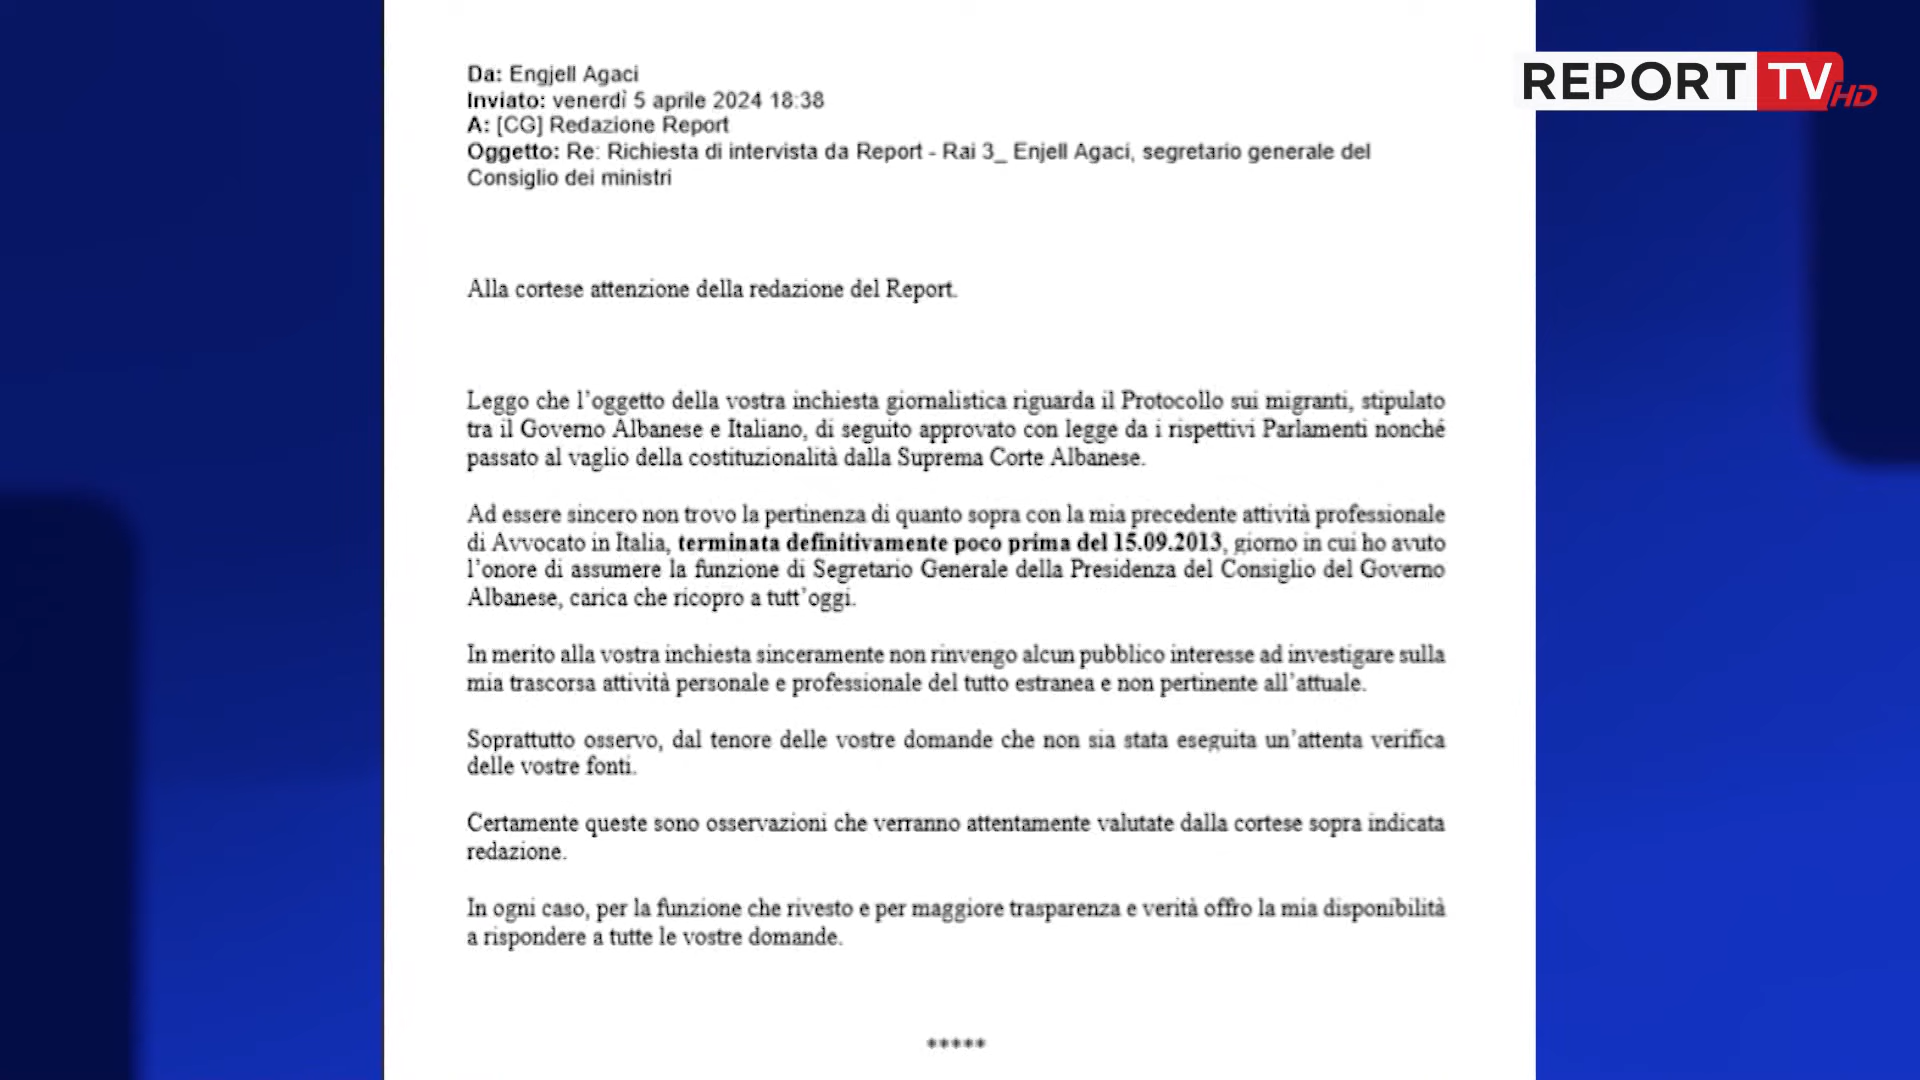 REPORT TV HD
Da: Engjell Agaci
Inviato: venerdì 5 aprile 2024 18:38
A: [CG] Redazione Report
Oggetto: Re: Richiesta di intervista da Report - Rai 3_ Enjell Agaci, segretario generale del
Consiglio dei ministri
Alla cortese attenzione della redazione del Report.
Leggo che l’oggetto della vostra inchiesta giornalistica riguarda il Protocollo sui migranti, stipulato
tra il Governo Albanese e Italiano, di seguito approvato con legge da i rispettivi Parlamenti nonché
passato al vaglio della costituzionalità dalla Suprema Corte Albanese.
Ad essere sincero non trovo la pertinenza di quanto sopra con la mia precedente attività professionale
di Avvocato in Italia, terminata definitivamente poco prima del 15.09.2013, giorno in cui ho avuto
l’onore di assumere la funzione di Segretario Generale della Presidenza del Consiglio del Governo
Albanese, carica che ricopro a tutt’oggi.
In merito alla vostra inchiesta sinceramente non rinvengo alcun pubblico interesse ad investigare sulla
mia trascorsa attività personale e professionale del tutto estranea e non pertinente all’attuale.
Soprattutto osservo, dal tenore delle vostre domande che non sia stata eseguita un’attenta verifica
delle vostre fonti.
Certamente queste sono osservazioni che verranno attentamente valutate dalla cortese sopra indicata
redazione.
In ogni caso, per la funzione che rivesto e per maggiore trasparenza e verità offro la mia disponibilità
a rispondere a tutte le vostre domande.
*****